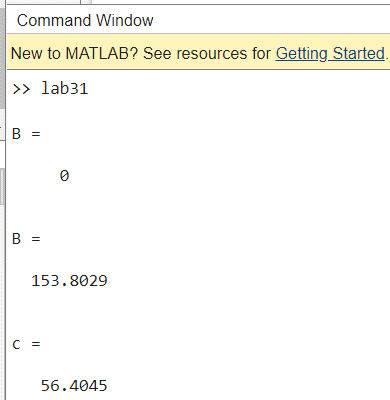 Command Window
New to MATLAB? See resources for Getting Started.
>> lab31
B =
0
B =
153.8029
c =
56.4045